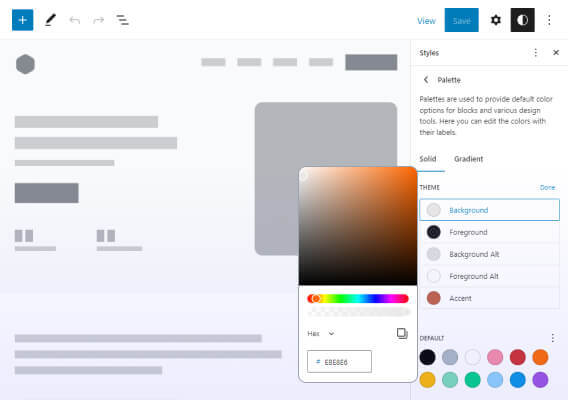 View
Save
Styles
Palette
Palettes are used to provide default color
options for blocks and various design
tools. Here you can edit the colors with
their labels.
Solid Gradient
THEME Done
Background
Foreground
Background Alt
Foreground Alt
Accent
Hex
# E8E8E6
DEFAULT